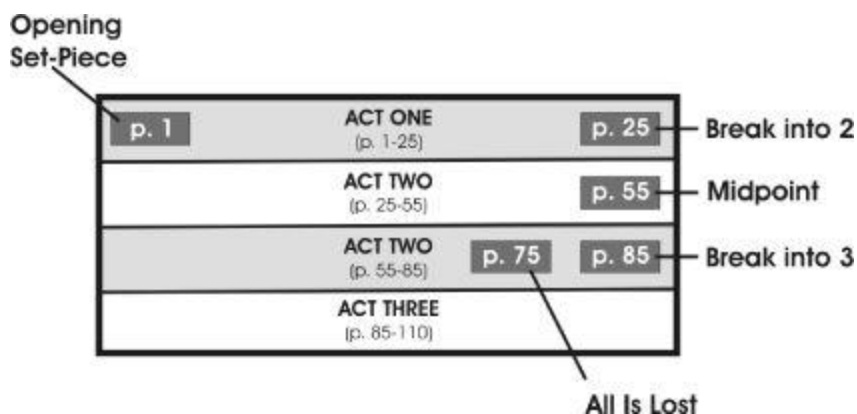 Opening
Set-Piece
p. 1
ACT ONE
(p. 1-25)
p. 25
Break into 2
ACT TWO
(p. 25-55)
p. 55
Midpoint
ACT TWO
(p. 55-85)
p. 75
p. 85
Break into 3
ACT THREE
(p. 85-110)
All Is Lost